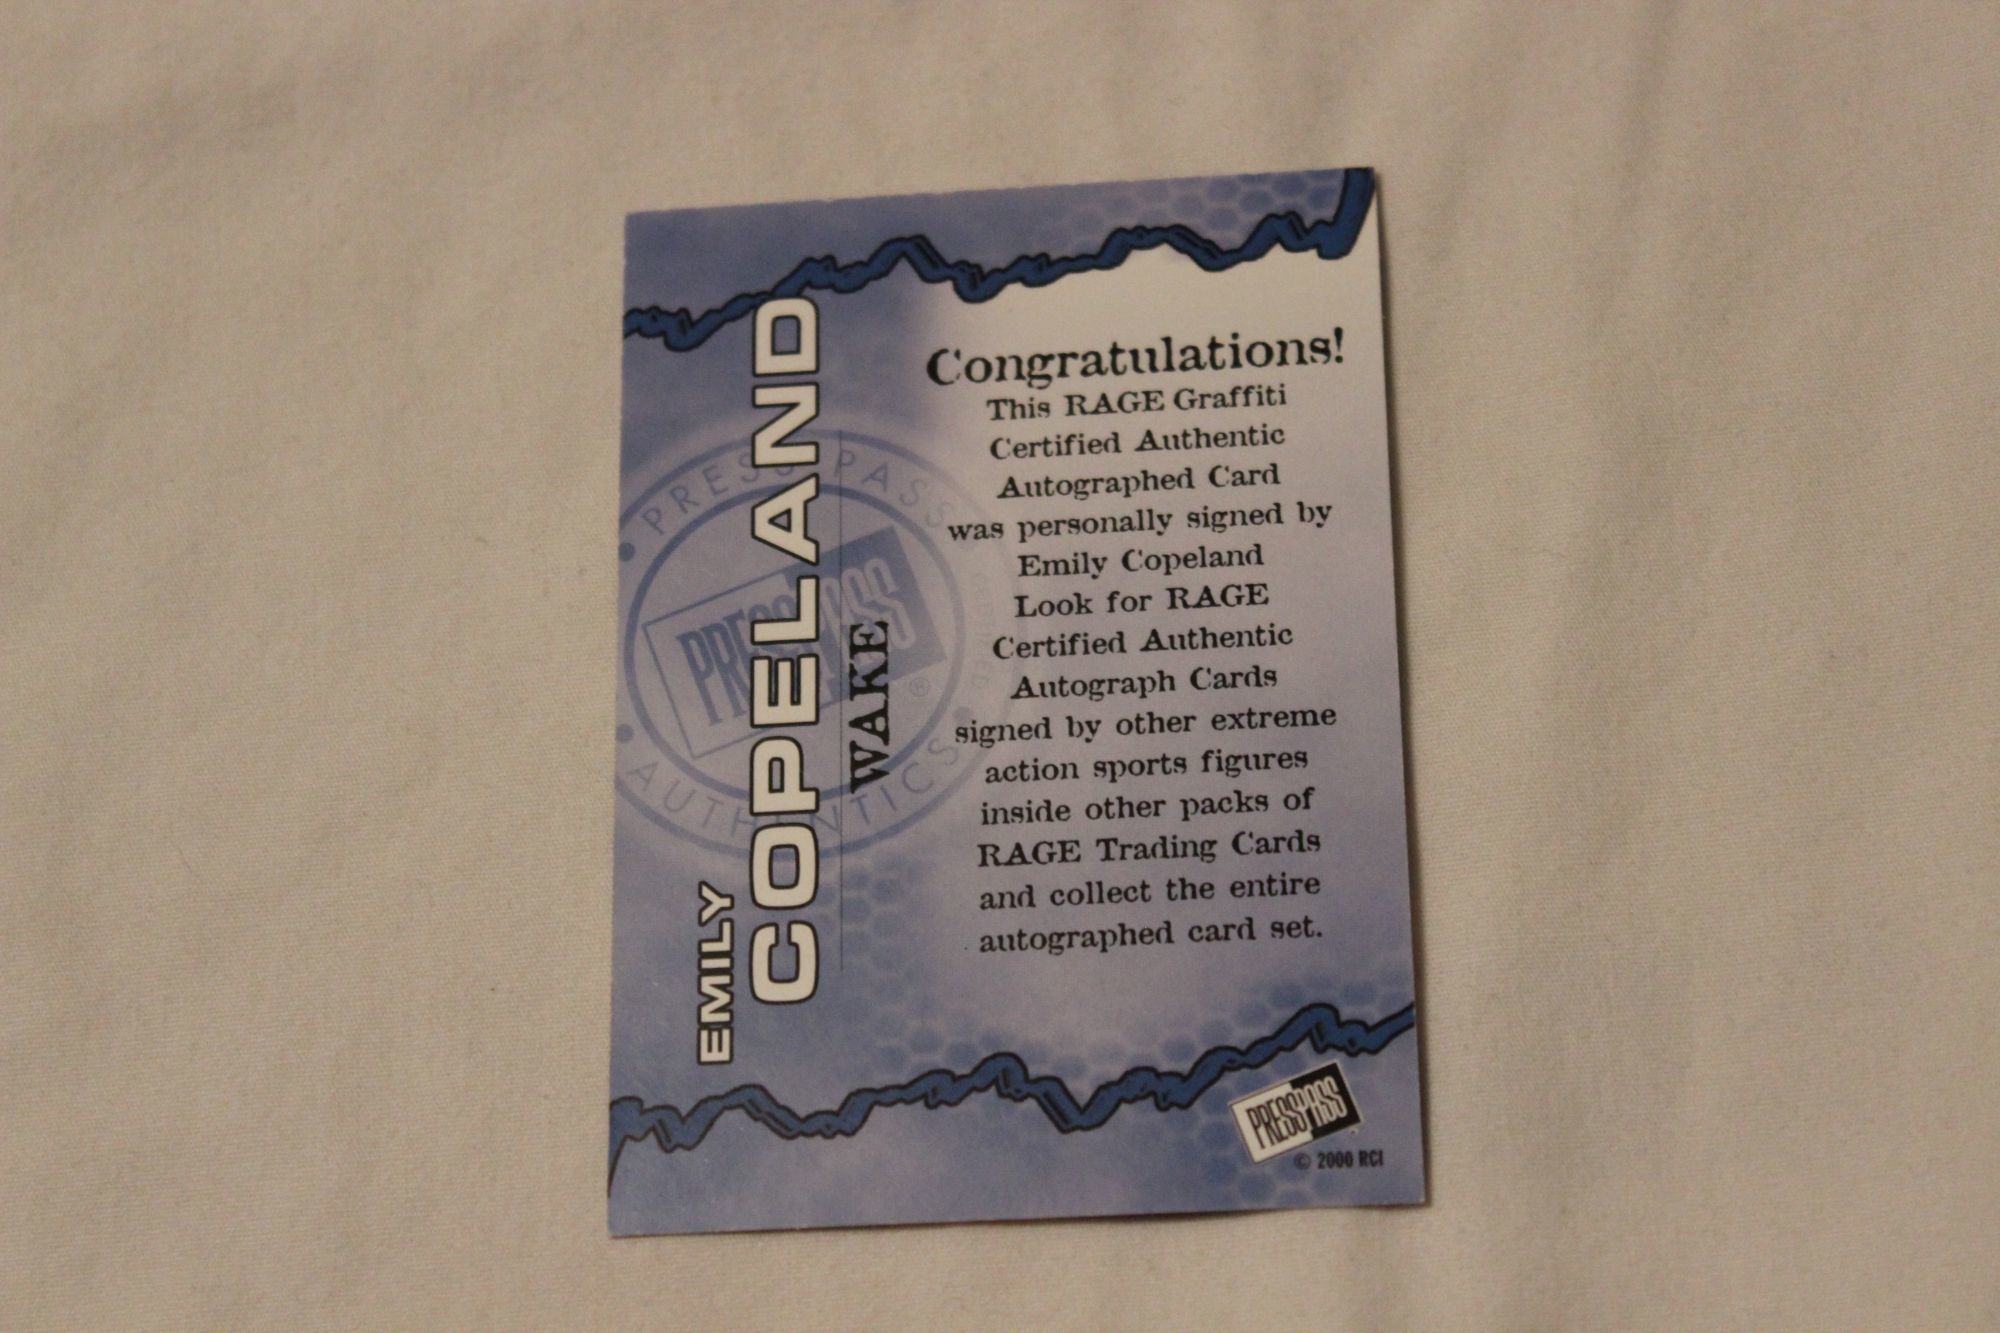 EMILY
COPELAND
WAKE
PRESS PASS
AUTHENTICS
PRESS PASS
®
Congratulations!
This RAGE Graffiti
Certified Authentic
Autographed Card
was personally signed by
Emily Copeland
Look for RAGE
Certified Authentic
Autograph Cards
signed by other extreme
action sports figures
inside other packs of
RAGE Trading Cards
and collect the entire
autographed card set.
PRESS PASS
© 2000 RCI